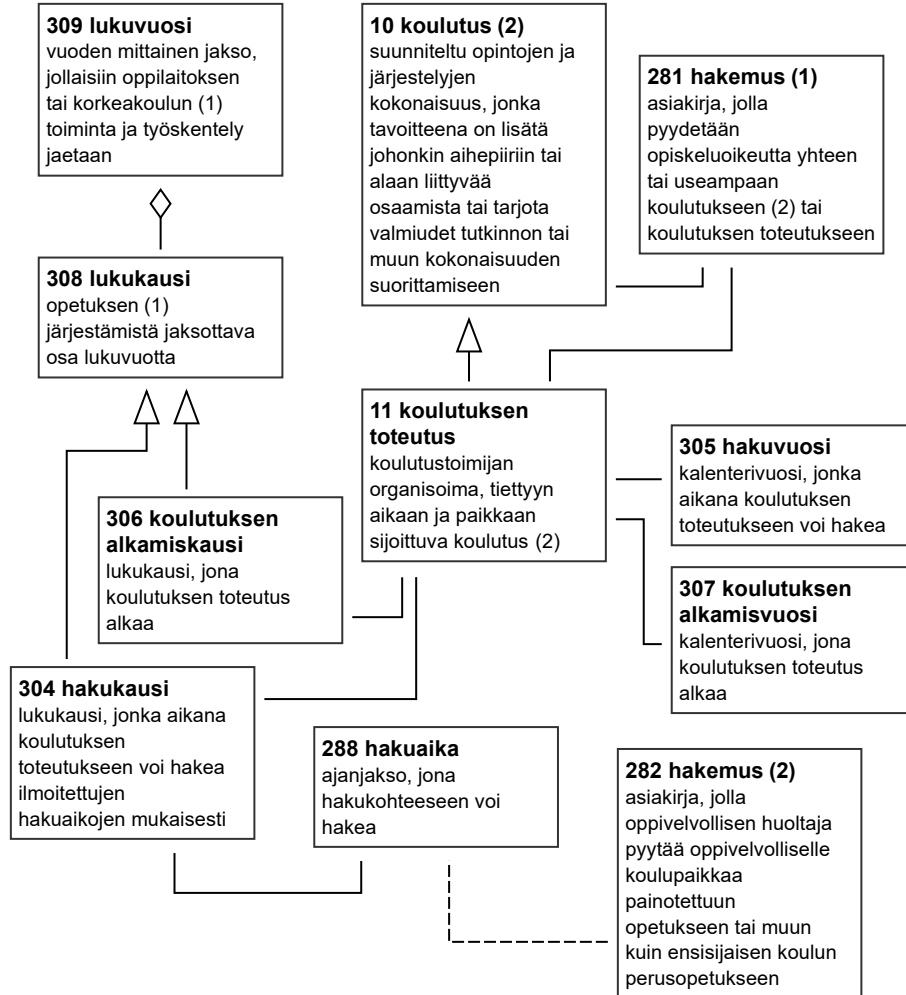 309 lukuvuosi
vuoden mittainen jakso,
jollaisiin oppilaitoksen
tai korkeakoulun (1)
toiminta ja työskentely
jaetaan
10 koulutus (2)
suunniteltu opintojen ja
järjestelyjen
kokonaisuus, jonka
tavoitteena on lisätä
johonkin aihepiiriin tai
alaan liittyvää
osaamista tai tarjota
valmiudet tutkinnon tai
muun kokonaisuuden
suorittamiseen
281 hakemus (1)
asiakirja, jolla
pyydetään
opiskeluoikeutta yhteen
tai useampaan
koulutukseen (2) tai
koulutuksen toteutukseen
308 lukukausi
opetuksen (1)
järjestämistä jaksottava
osa lukuvuotta
11 koulutuksen
toteutus
koulutustoimijan
organisoima, tiettyyn
aikaan ja paikkaan
sijoittuva koulutus (2)
305 hakuvuosi
kalenterivuosi, jonka
aikana koulutuksen
toteutukseen voi hakea
306 koulutuksen
alkamiskausi
lukukausi, jona
koulutuksen toteutus
alkaa
307 koulutuksen
alkamisvuosi
kalenterivuosi, jona
koulutuksen toteutus
alkaa
304 hakukausi
lukukausi, jonka aikana
koulutuksen
toteutukseen voi hakea
ilmoitettujen
hakuaikojen mukaisesti
288 hakuaika
ajanjakso, jona
hakukohteeseen voi
hakea
282 hakemus (2)
asiakirja, jolla
oppivelvollisen huoltaja
pyytää oppivelvolliselle
koulupaikkaa
painotettuun
opetukseen tai muun
kuin ensisijaisen koulun
perusopetukseen